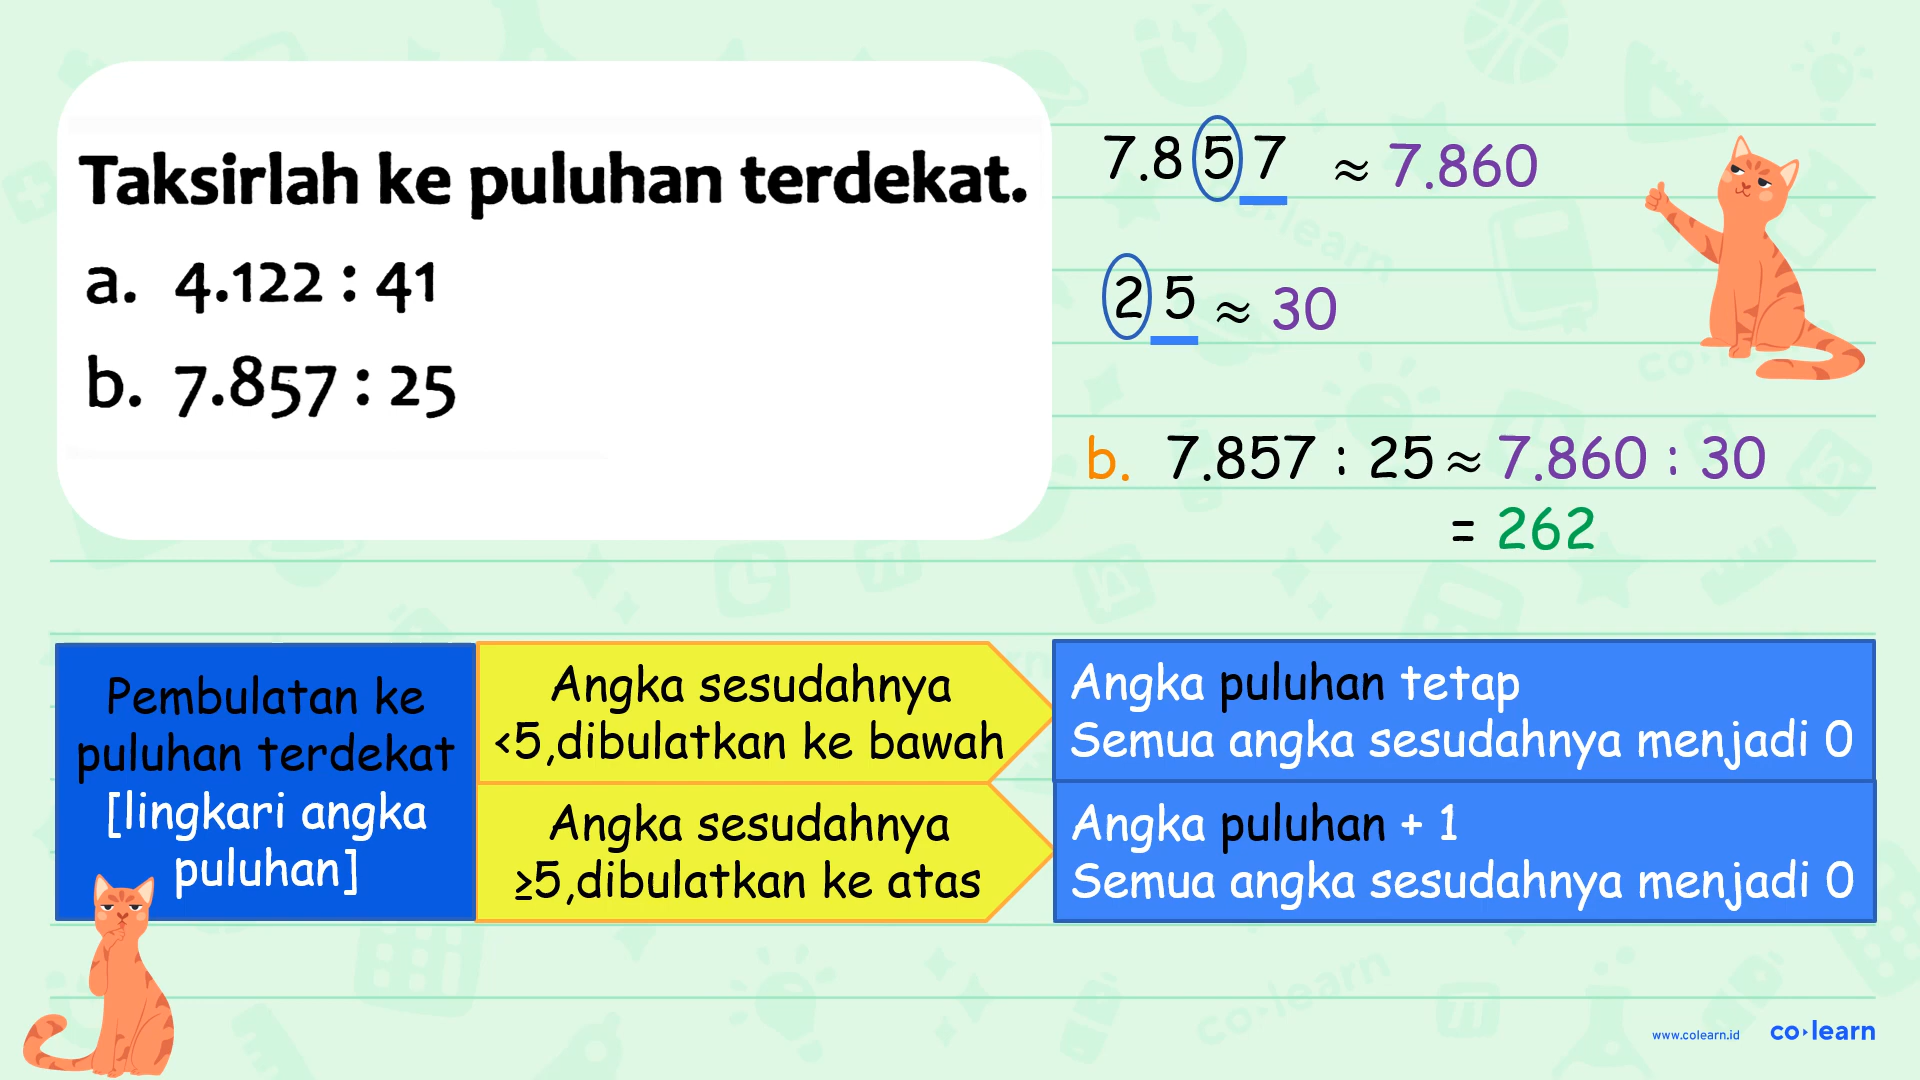 Taksirlah ke puluhan terdekat.
a. 4.122 : 41
b. 7.857 : 25
7.857 ≈ 7.860
25 ≈ 30
b. 7.857 : 25 ≈ 7.860 : 30
= 262
Pembulatan ke
puluhan terdekat
[lingkari angka
puluhan]
Angka sesudahnya
<5,dibulatkan ke bawah
Angka puluhan tetap
Semua angka sesudahnya menjadi 0
Angka sesudahnya
≥5,dibulatkan ke atas
Angka puluhan + 1
Semua angka sesudahnya menjadi 0
www.colearn.id
co•learn